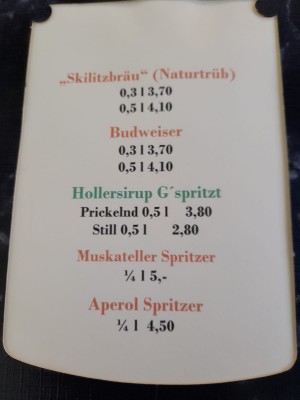 „Skilitzbräu“ (Naturtrüb)
0,3 l 3,70
0,5 l 4,10
Budweiser
0,3 l 3,70
0,5 l 4,10
Hollersirup G´spritzt
Prickelnd 0,5 l 3,80
Still 0,5 l 2,80
Muskateller Spritzer
¼ l 5,-
Aperol Spritzer
¼ l 4,50